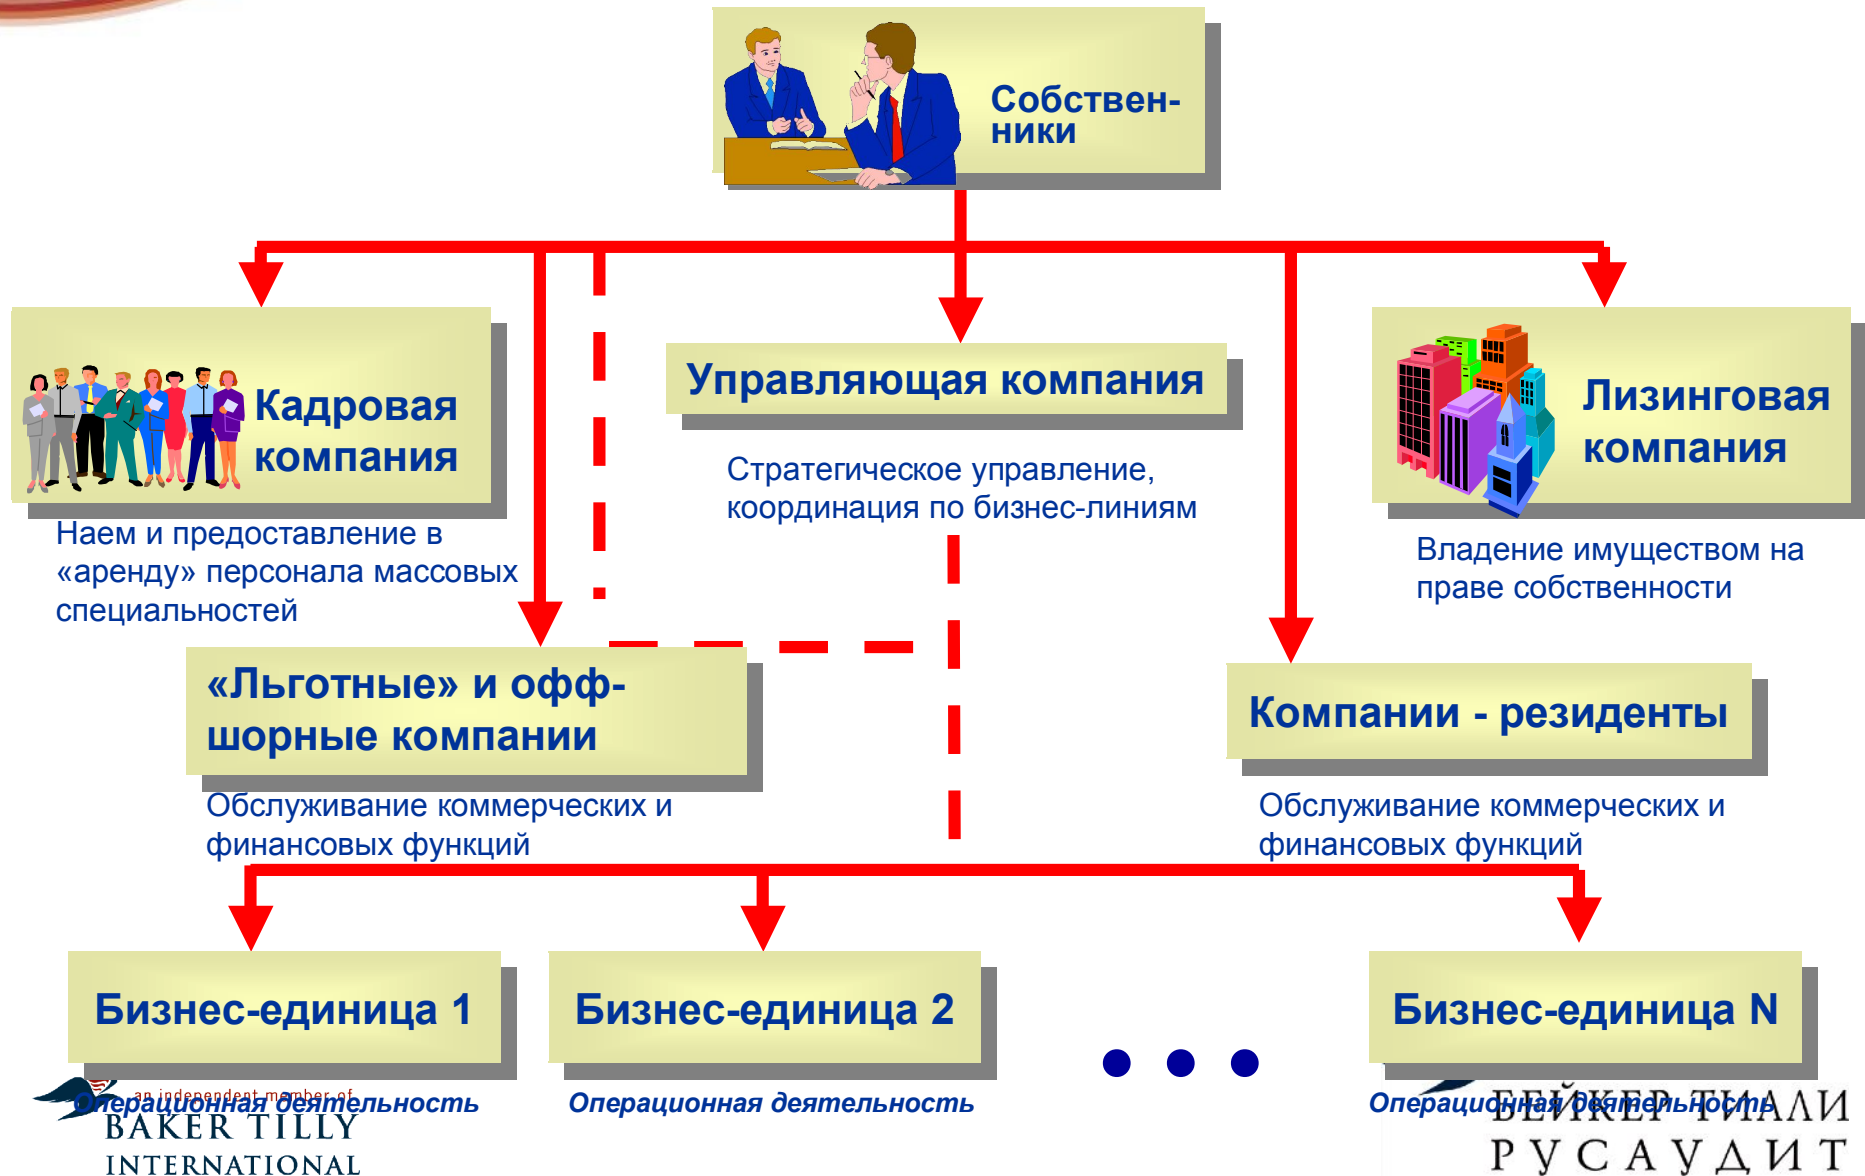 Собствен-
ники
Кадровая
компания
Управляющая компания
Лизинговая
компания
Стратегическое управление,
координация по бизнес-линиям
Наем и предоставление в
«аренду» персонала массовых
специальностей
Владение имуществом на
праве собственности
«Льготные» и офф-
шорные компании
Компании - резиденты
Обслуживание коммерческих и
финансовых функций
Обслуживание коммерческих и
финансовых функций
Бизнес-единица 1
Бизнес-единица 2
Бизнес-единица N
Операционная деятельность
Операционная деятельность
Операционная деятельность
an independent member of
BAKER TILLY
INTERNATIONAL
БЕЙКЕР ТИЛЛИ
РУСАУДИТ